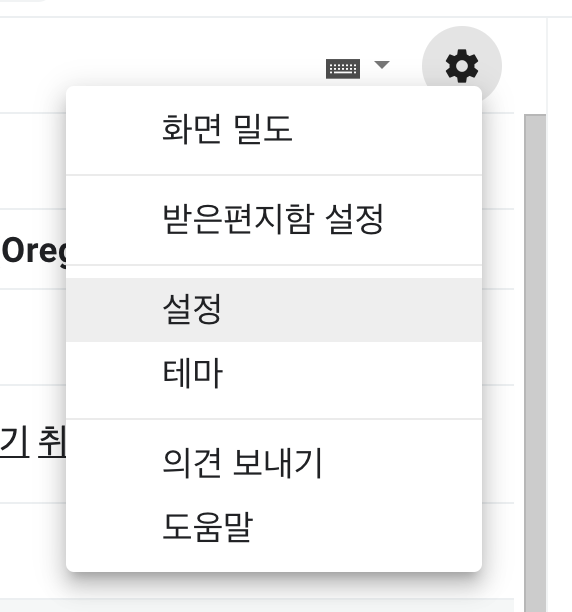 화면 밀도
받은편지함 설정
Oreg
설정
테마
기 취
의견 보내기
도움말